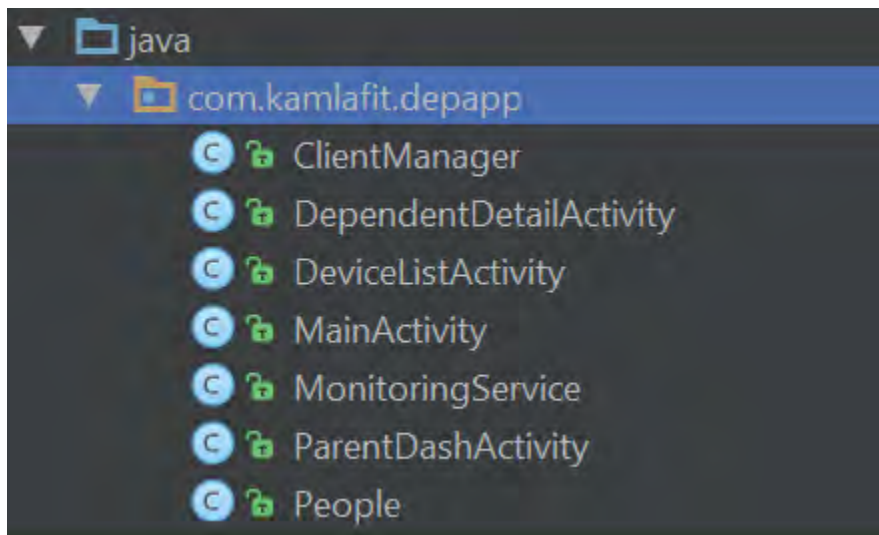 java
com.kamlafit.depapp
C ClientManager
C DependentDetailActivity
C DeviceListActivity
C MainActivity
C MonitoringService
C ParentDashActivity
C People